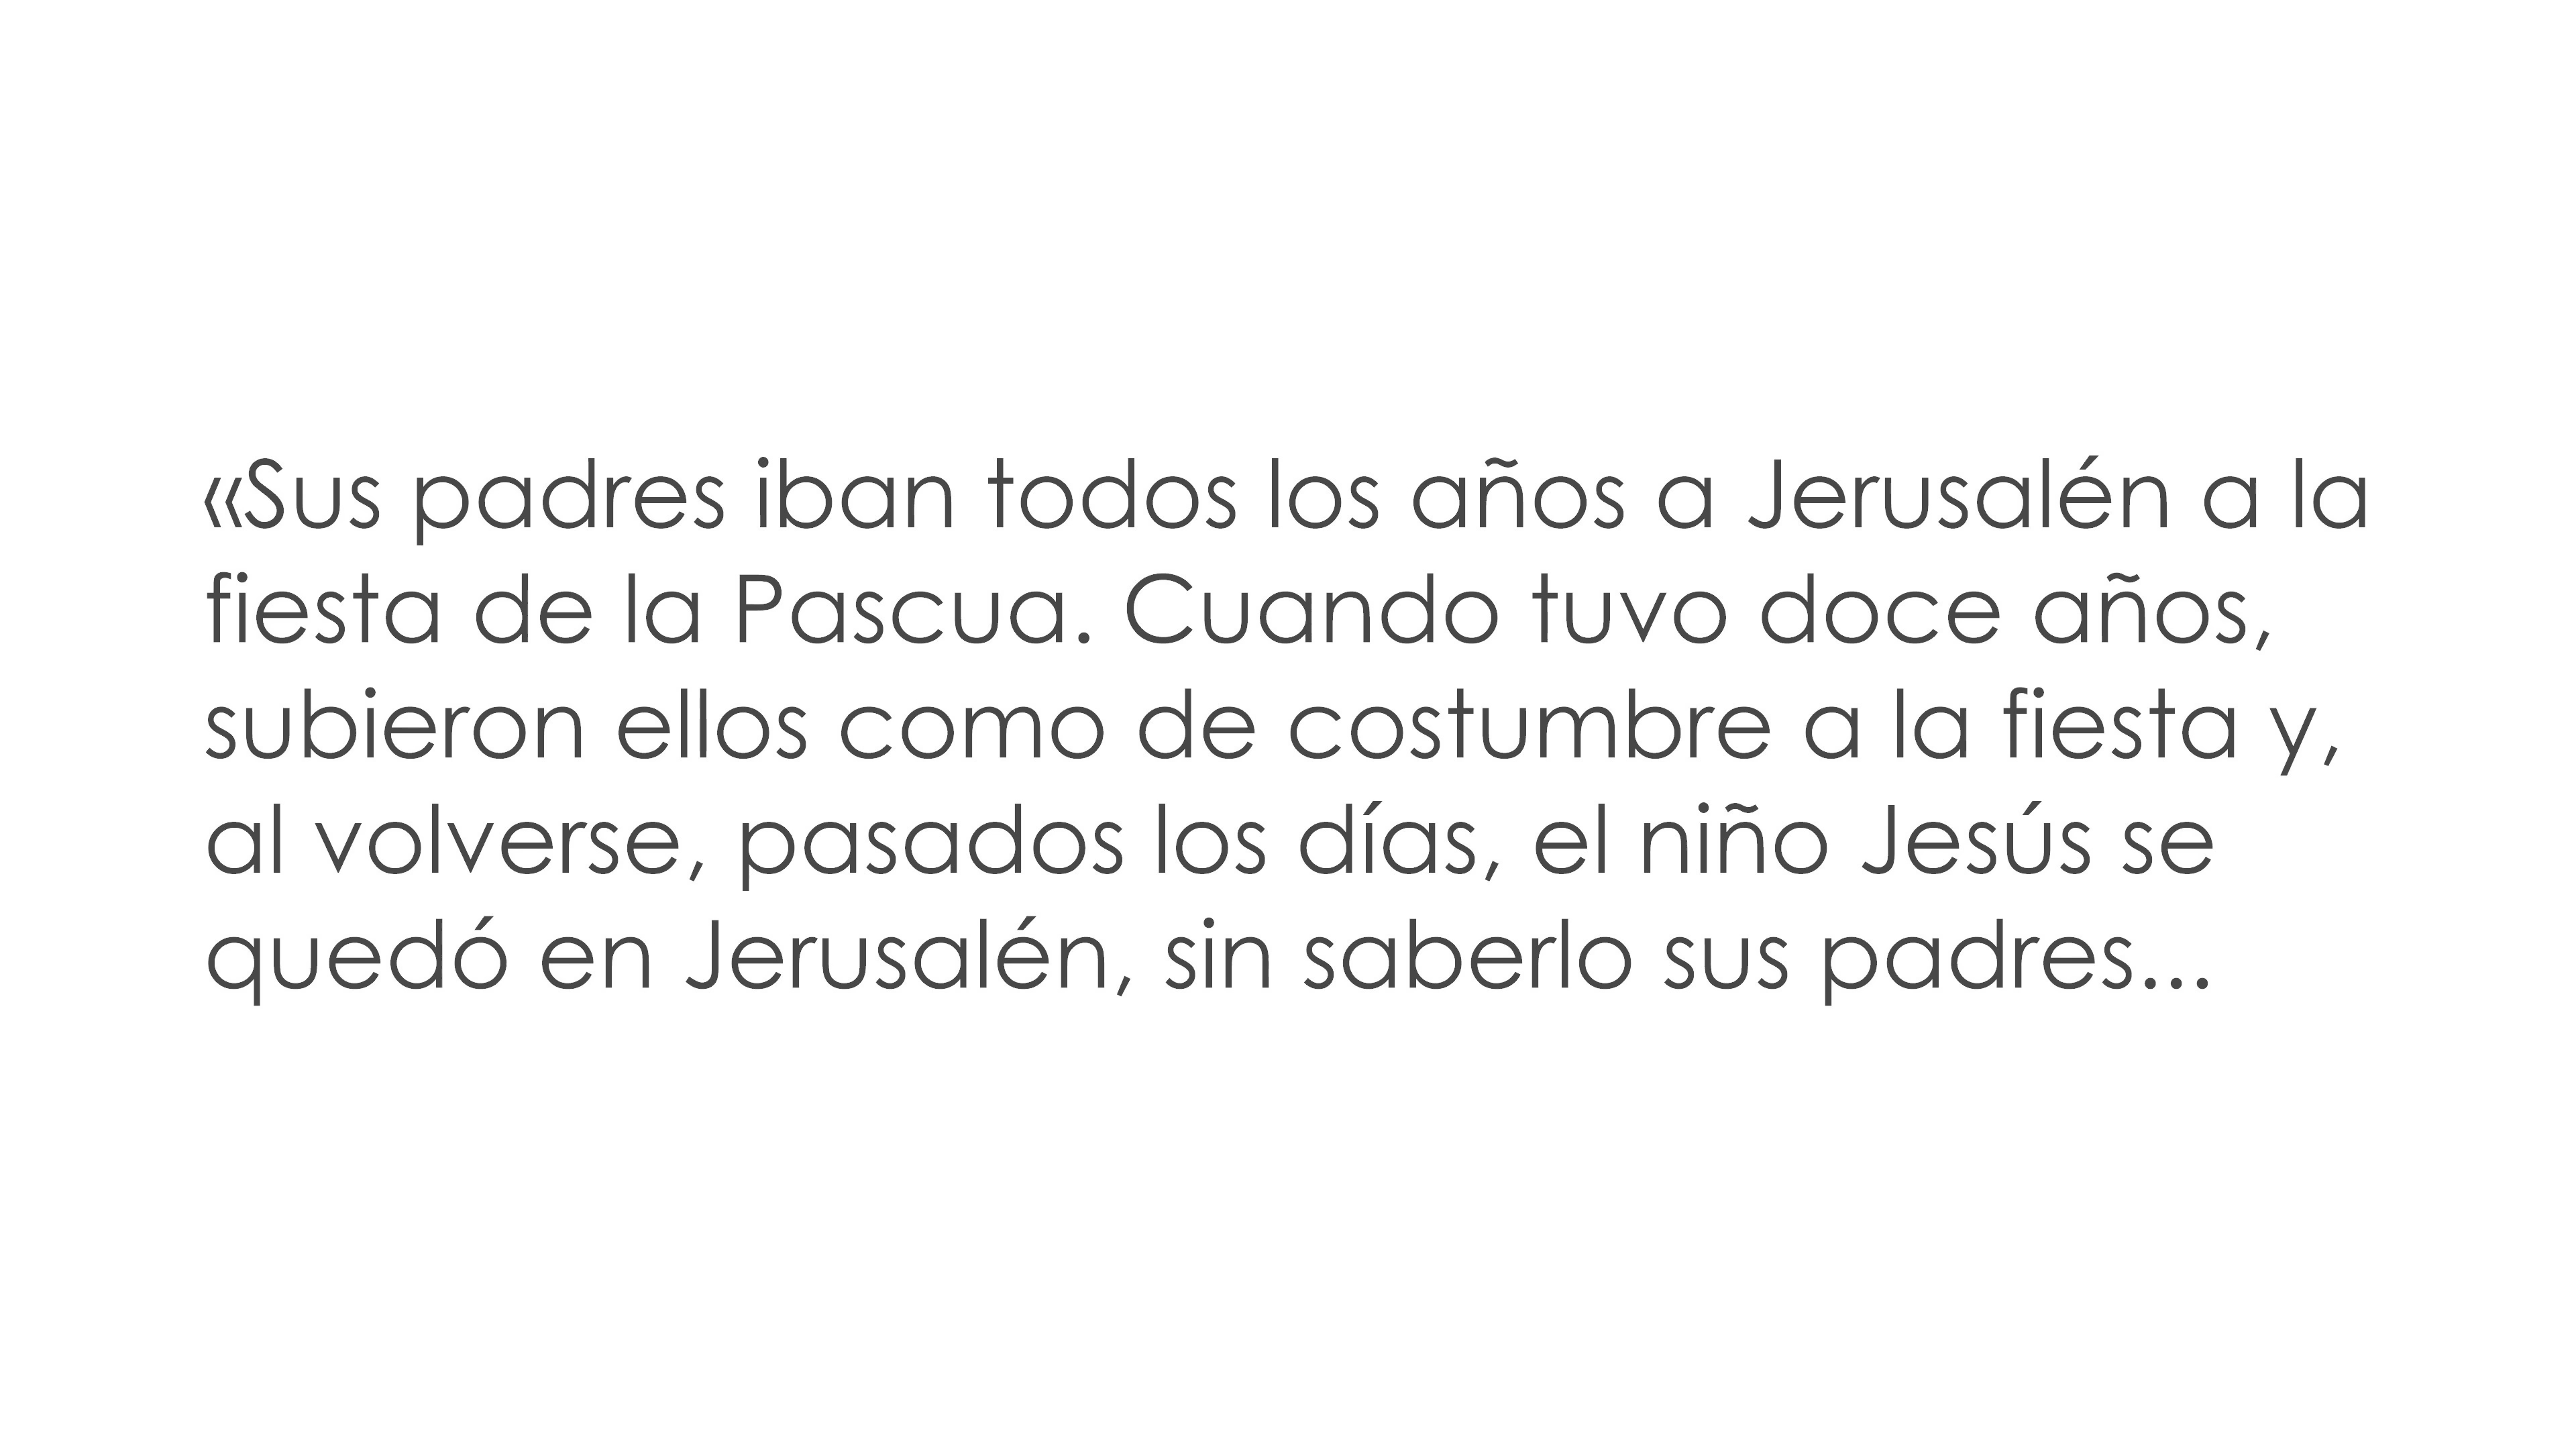 «Sus padres iban todos los años a Jerusalén a la
fiesta de la Pascua. Cuando tuvo doce años,
subieron ellos como de costumbre a la fiesta y,
al volverse, pasados los días, el niño Jesús se
quedó en Jerusalén, sin saberlo sus padres...